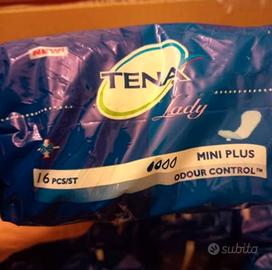 NEW!
TENA
Lady
MINI PLUS
16 PCS/ST
ODOUR CONTROL™
subito